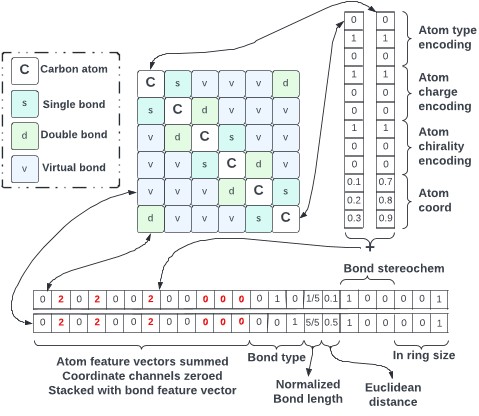 C Carbon atom
s Single bond
d Double bond
v Virtual bond
C s v v v d
s C d v v v
v d C s v v
v v s C d v
v v v d C s
d v v v s C
0 0
1 1
0 0
1 1
0 0
0 0
1 1
0 0
0 0
0.1 0.7
0.2 0.8
0.3 0.9
Atom type
encoding
Atom
charge
encoding
Atom
chirality
encoding
Atom
coord
+
Bond stereochem
0 2 0 2 0 0 2 0 0 0 0 0 0 1 0 1/5 0.1 1 0 0 0 0 1
0 2 0 2 0 0 2 0 0 0 0 0 0 0 1 5/5 0.5 1 0 0 0 0 1
Atom feature vectors summed
Coordinate channels zeroed
Stacked with bond feature vector
Bond type
Normalized
Bond length
Euclidean
distance
In ring size